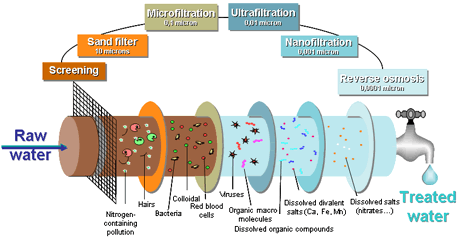 Microfiltration
0,1 micron
Ultrafiltration
0,01 micron
Sand filter
10 microns
Nanofiltration
0,001 micron
Screening
Reverse osmosis
0,0001 micron
Raw
water
Treated
water
Nitrogen-
containing
pollution
Hairs
Bacteria
Colloidal
Red blood
cells
Viruses
Organic macro
molecules
Dissolved organic compounds
Dissolved divalent
salts (Ca, Fe, Mn)
Dissolved salts
(nitrates...)